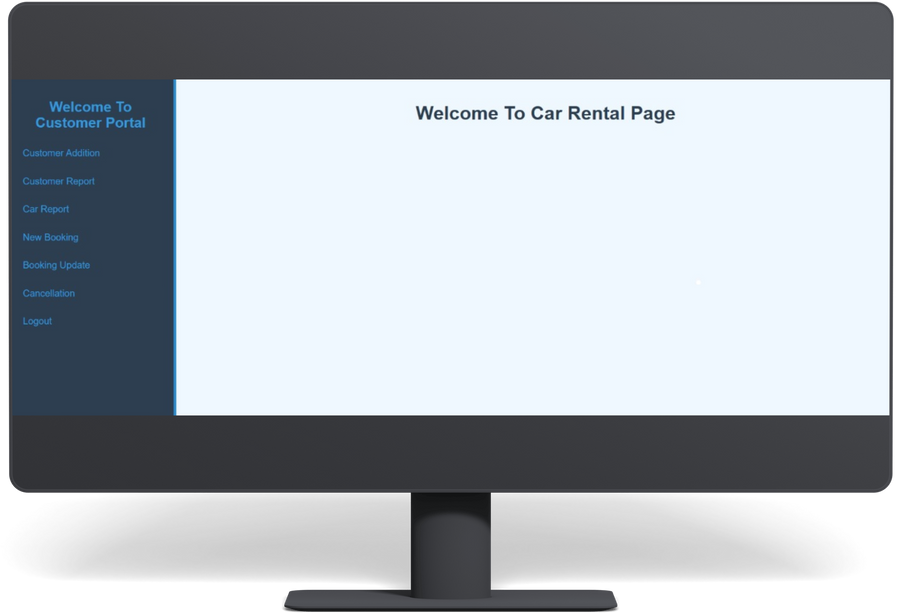 Welcome To
Customer Portal
Customer Addition
Customer Report
Car Report
New Booking
Booking Update
Cancellation
Logout
Welcome To Car Rental Page